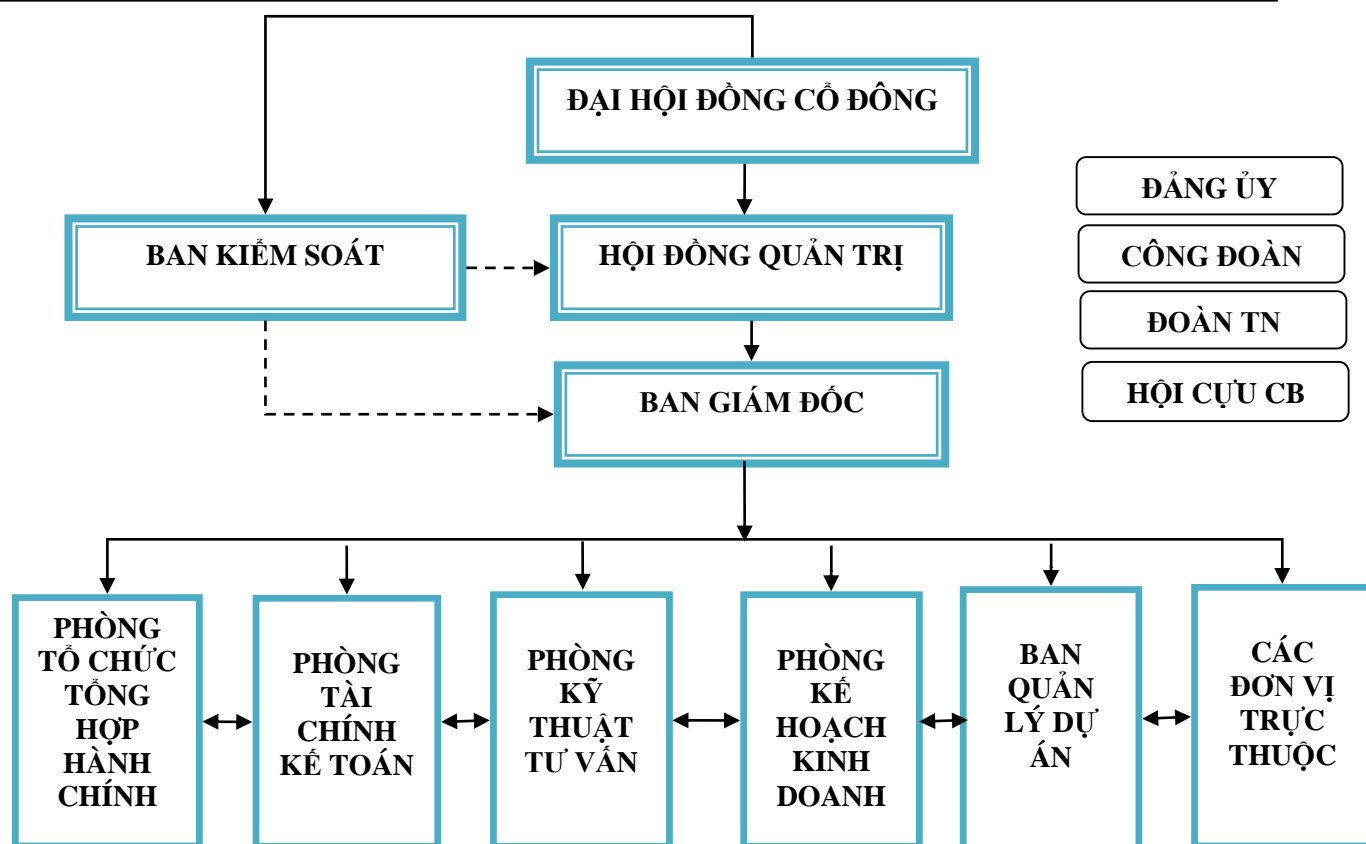 ĐẠI HỘI ĐỒNG CỔ ĐÔNG
ĐẢNG ỦY
BAN KIỂM SOÁT
HỘI ĐỒNG QUẢN TRỊ
CÔNG ĐOÀN
ĐOÀN TN
BAN GIÁM ĐỐC
HỘI CỰU CB
PHÒNG
TỔ CHỨC
TỔNG
HỢP
HÀNH
CHÍNH
PHÒNG
TÀI
CHÍNH
KẾ TOÁN
PHÒNG
KỸ
THUẬT
TƯ VẤN
PHÒNG
KẾ
HOẠCH
KINH
DOANH
BAN
QUẢN
LÝ DỰ
ÁN
CÁC
ĐƠN VỊ
TRỰC
THUỘC